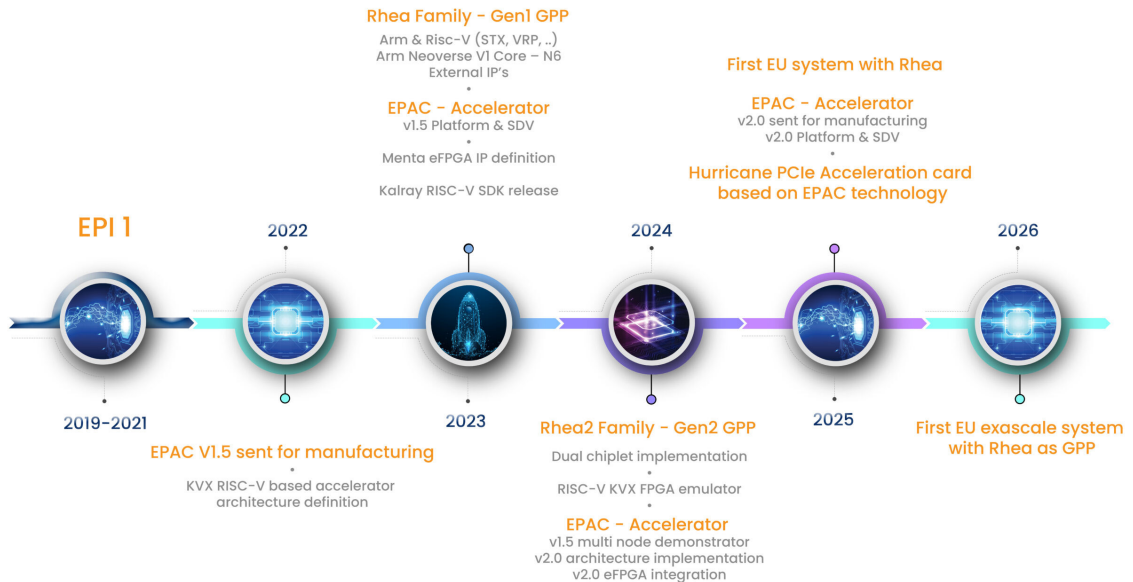 Rhea Family - Gen1 GPP
Arm & Risc-V (STX, VRP, ..)
Arm Neoverse V1 Core – N6
External IP's
•
EPAC - Accelerator
v1.5 Platform & SDV
•
Menta eFPGA IP definition
Kalray RISC-V SDK release
First EU system with Rhea
EPAC - Accelerator
v2.0 sent for manufacturing
v2.0 Platform & SDV
•
Hurricane PCIe Acceleration card
based on EPAC technology
EPI 1
2022
2024
2026
2019-2021
2023
2025
EPAC V1.5 sent for manufacturing
•
KVX RISC-V based accelerator
architecture definition
Rhea2 Family - Gen2 GPP
Dual chiplet implementation
•
RISC-V KVX FPGA emulator
•
EPAC - Accelerator
v1.5 multi node demonstrator
v2.0 architecture implementation
v2.0 eFPGA integration
First EU exascale system
with Rhea as GPP